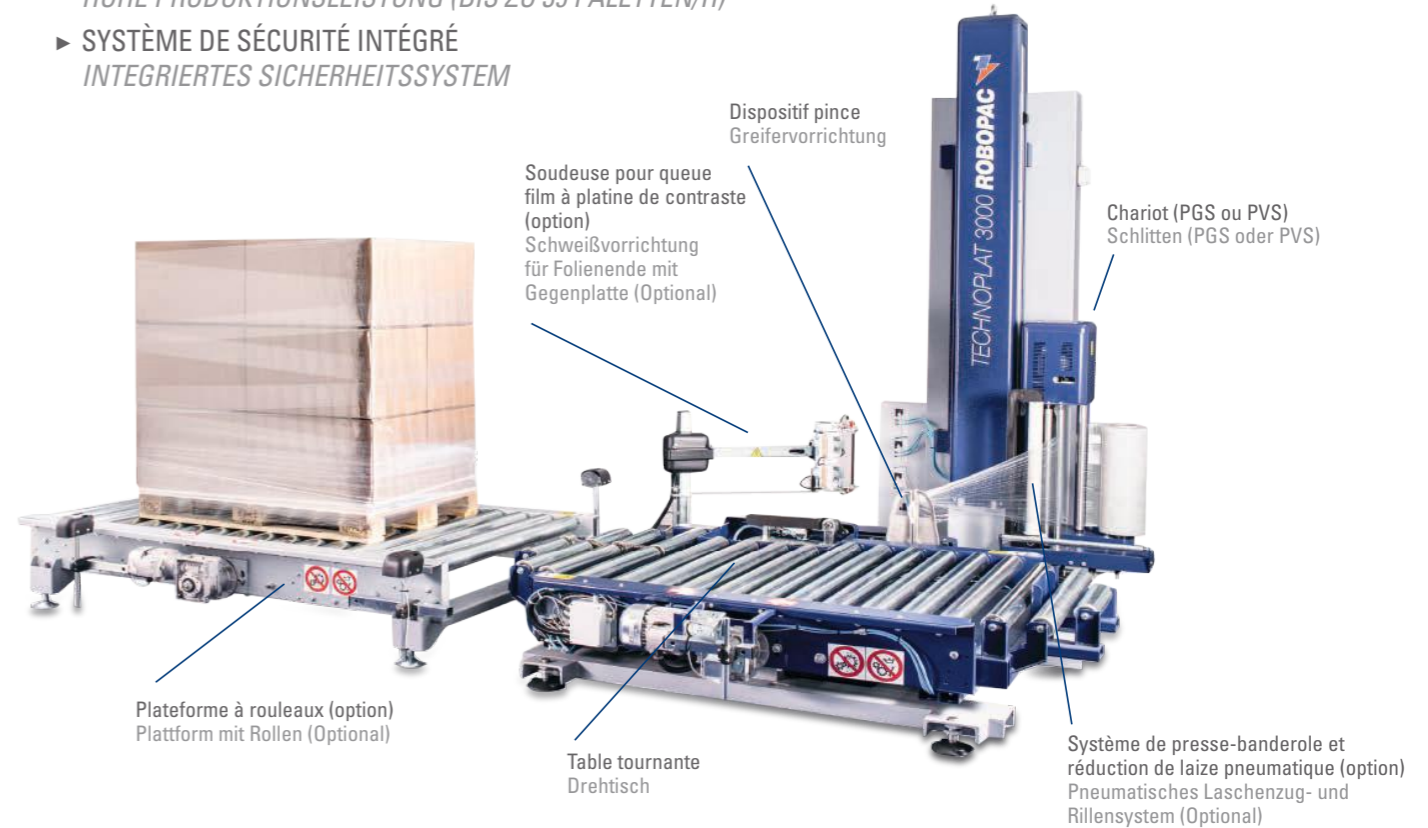 HOHE PRODUKTIONSLEISTUNG (BIS ZU PALETTEN/H)
► SYSTÈME DE SÉCURITÉ INTÉGRÉ
INTEGRIERTES SICHERHEITSSYSTEM
Dispositif pince
Greifervorrichtung
Soudeuse pour queue
film à platine de contraste
(option)
Schweißvorrichtung
für Folienende mit
Gegenplatte (Optional)
TECHNOPLAT 3000 ROBOPAC
Chariot (PGS ou PVS)
Schlitten (PGS oder PVS)
Plateforme à rouleaux (option)
Plattform mit Rollen (Optional)
Table tournante
Drehtisch
Système de presse-banderole et
réduction de laize pneumatique (option)
Pneumatisches Laschenzug- und
Rillensystem (Optional)